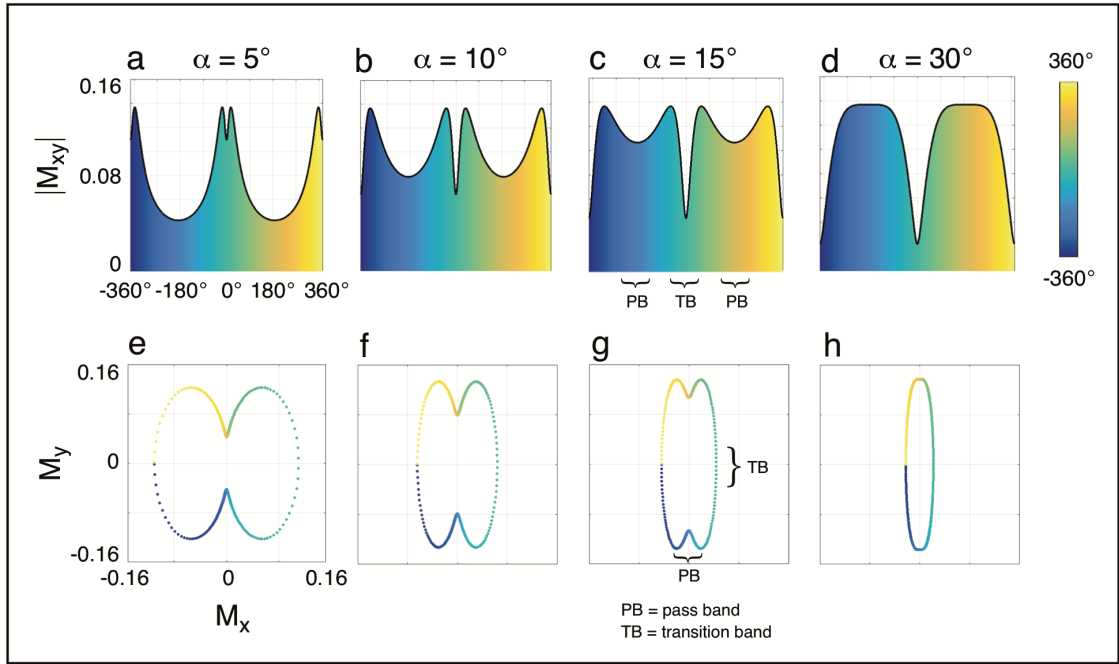 a α = 5° b α = 10° c α = 15° d α = 30° 360°
0.16
|Mxy|
0.08
0
-360° -180° 0° 180° 360°
-360°
PB TB PB
e f g h
0.16
My
0
TB
-0.16
-0.16 0 0.16
PB
Mx
PB = pass band
TB = transition band